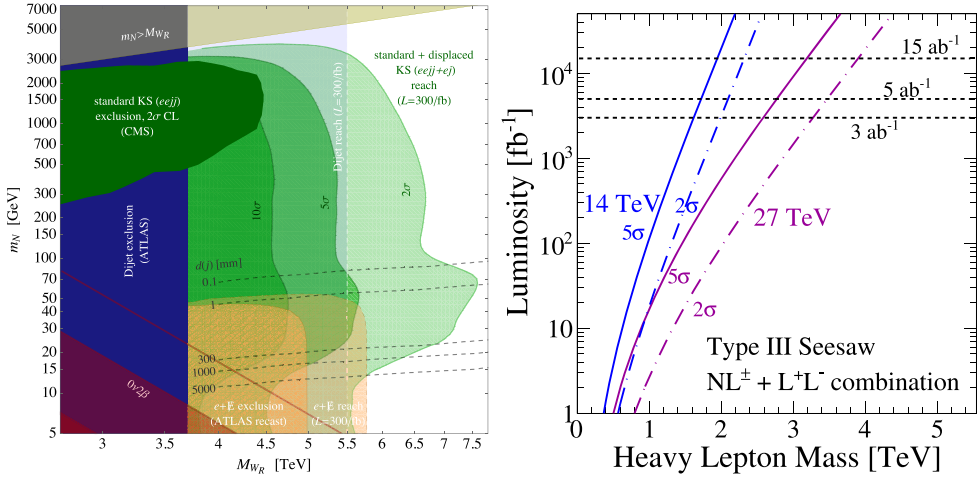 7000
5000
3000
2000
1500
1000
700
500
300
200
100
70
50
40
30
20
15
10
5
m_N [GeV]
m_N>M_{W_R}
standard KS (eejj)
exclusion, 2σ CL
(CMS)
Dijet exclusion
(ATLAS)
0ν2β
standard + displaced
KS (eejj+ej)
reach
(L=300/fb)
Dijet reach (L=300/fb)
10σ
5σ
2σ
d(j) [mm]
0.1
1
300
1000
5000
e+E̸ exclusion
(ATLAS recast)
e+E̸ reach
(L=300/fb)
3 3.5 4 4.5 5 5.5 6 6.5 7 7.5
M_{W_R} [TeV]
Luminosity [fb⁻¹]
10⁴
10³
10²
10
1
15 ab⁻¹
5 ab⁻¹
3 ab⁻¹
14 TeV
5σ
2σ
27 TeV
5σ
2σ
Type III Seesaw
NL± + L⁺L⁻ combination
0 1 2 3 4 5
Heavy Lepton Mass [TeV]